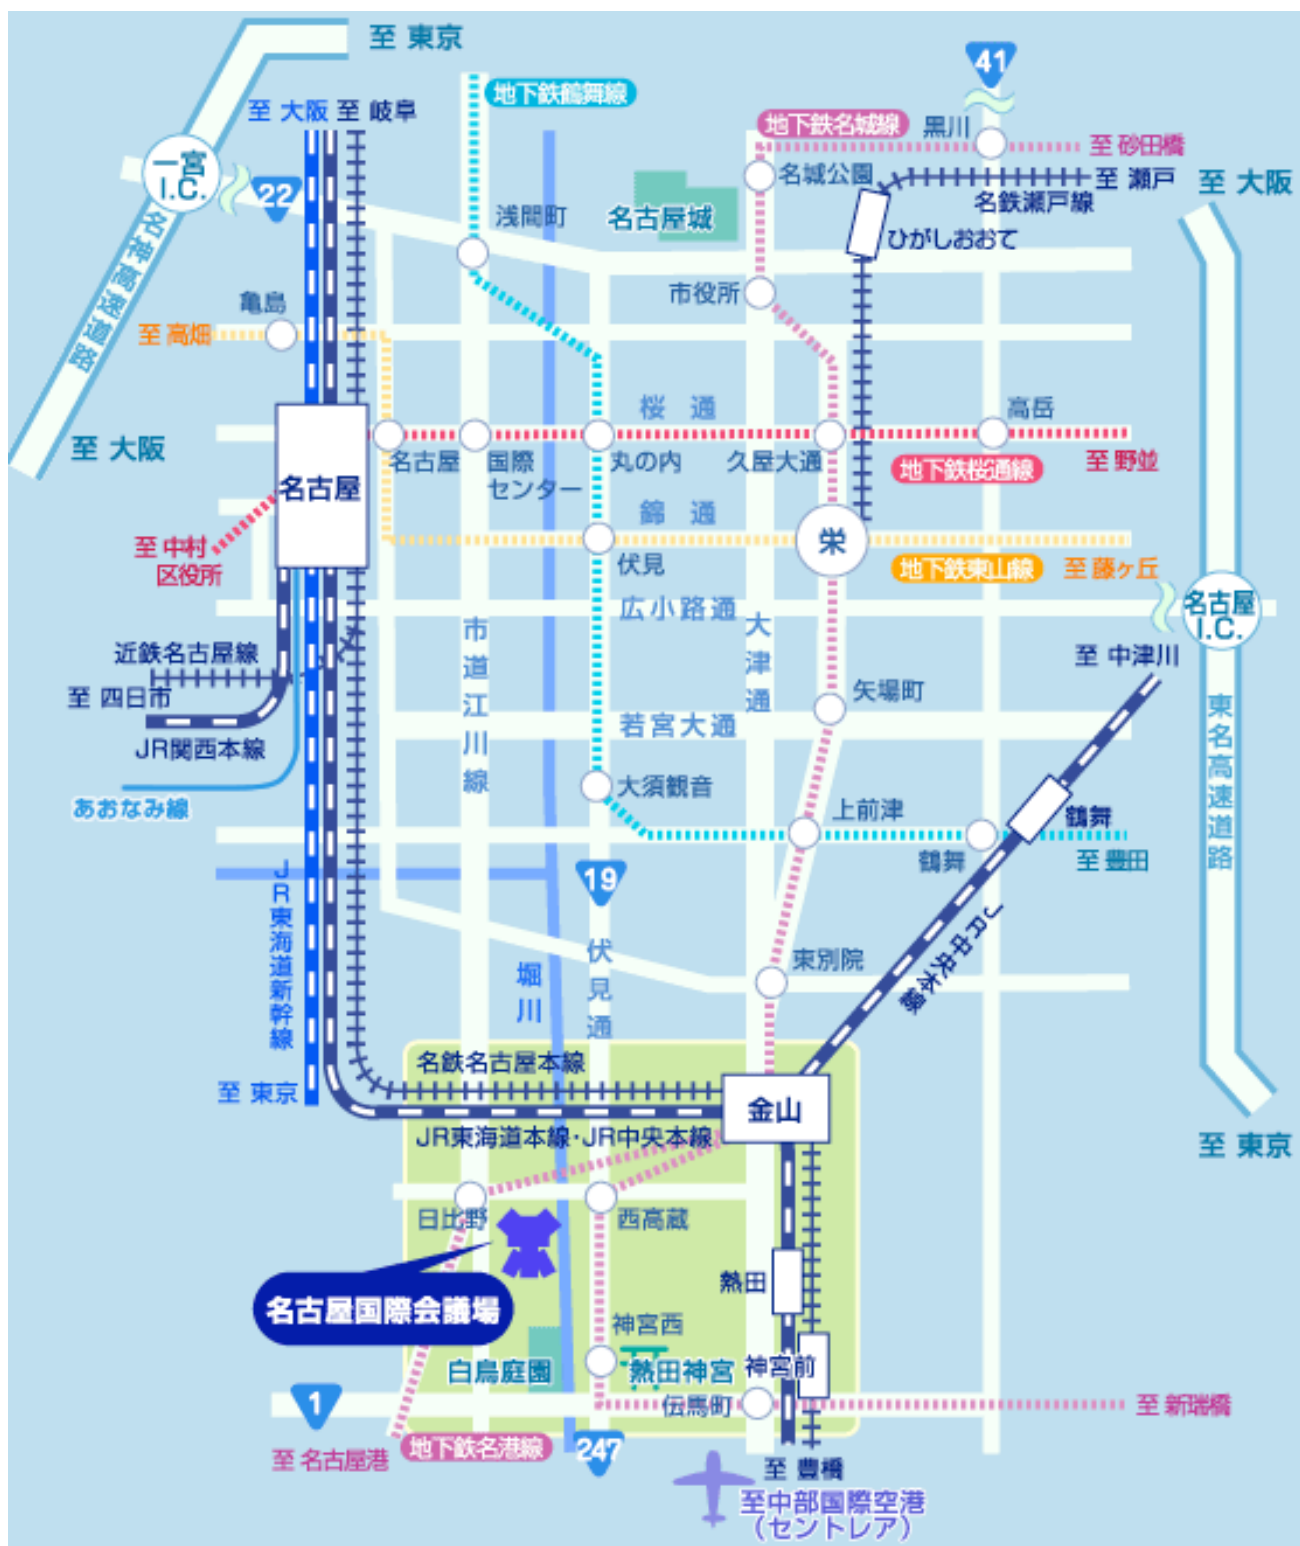 至 東京
41
地下鉄鶴舞線
至 大阪
至 岐阜
地下鉄名城線
黒川
至 砂田橋
一宮
I.C.
22
名城公園
至 瀬戸
至 大阪
名鉄瀬戸線
浅間町
名古屋城
ひがしおおて
名神高速道路
市役所
亀島
至 高畑
桜通
高岳
至 大阪
名古屋
国際
センター
丸の内
久屋大通
地下鉄桜通線
至 野並
名古屋
錦通
栄
至 中村
区役所
伏見
地下鉄東山線
至 藤ヶ丘
広小路通
名古屋
I.C.
市道江川線
大津通
近鉄名古屋線
至 中津川
至 四日市
矢場町
JR関西本線
若宮大通
東名高速道路
あおなみ線
大須観音
上前津
鶴舞
鶴舞
至 豊田
JR東海道新幹線
19
JR中央本線
堀川
伏見通
東別院
名鉄名古屋本線
至 東京
金山
JR東海道本線・JR中央本線
至 東京
日比野
西高蔵
熱田
名古屋国際会議場
神宮西
白鳥庭園
熱田神宮
神宮前
1
伝馬町
至 新瑞橋
至 名古屋港
地下鉄名港線
247
至 豊橋
至中部国際空港
（セントレア）